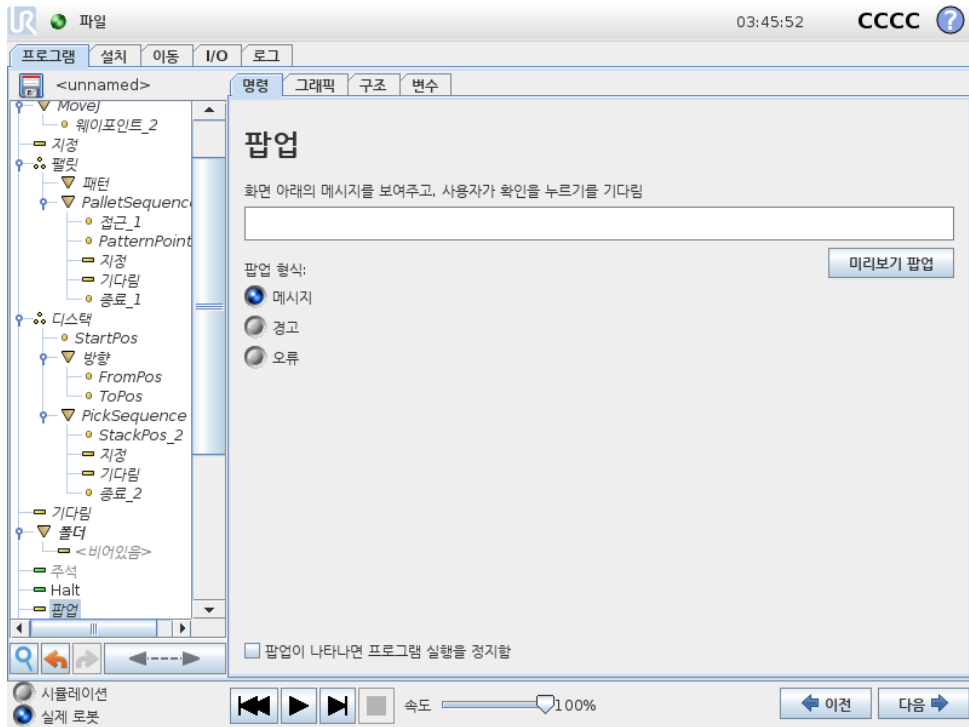 UR 파일 03:45:52 CCCC ?
프로그램 설치 이동 I/O 로그
<unnamed> 명령 그래픽 구조 변수
MoveJ
웨이포인트_2
지정
팔릿
패턴
PalletSequenc
접근_1
PatternPoint
지정
기다림
종료_1
디스택
StartPos
방향
FromPos
ToPos
PickSequence
StackPos_2
지정
기다림
종료_2
기다림
폴더
<비어있음>
주석
Halt
팝업
팝업
화면 아래의 메시지를 보여주고, 사용자가 확인을 누르기를 기다림
미리보기 팝업
팝업 형식:
메시지
경고
오류
팝업이 나타나면 프로그램 실행을 정지함
시뮬레이션
실제 로봇
속도 100% 이전 다음